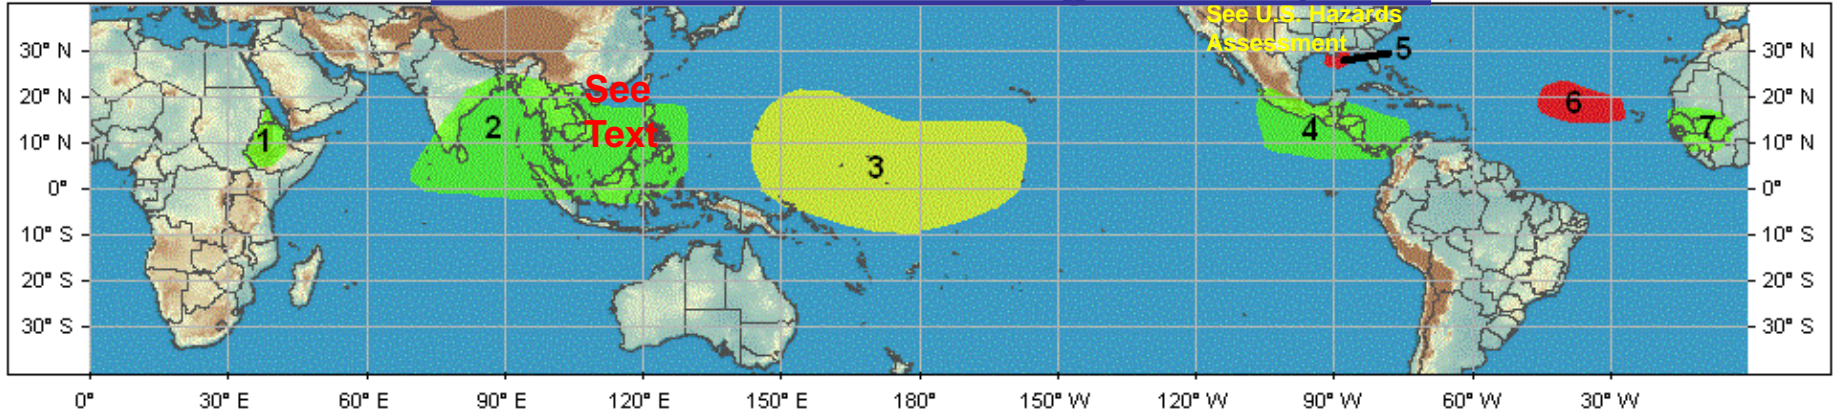 See U.S. Hazards
Assessment
30° N
5
30° N
See
Text
20° N
6
20° N
1
2
4
7
10° N
10° N
3
0°
0°
10° S
10° S
20° S
20° S
30° S
30° S
0°
30° E
60° E
90° E
120° E
150° E
180°
150° W
120° W
90° W
60° W
30° W